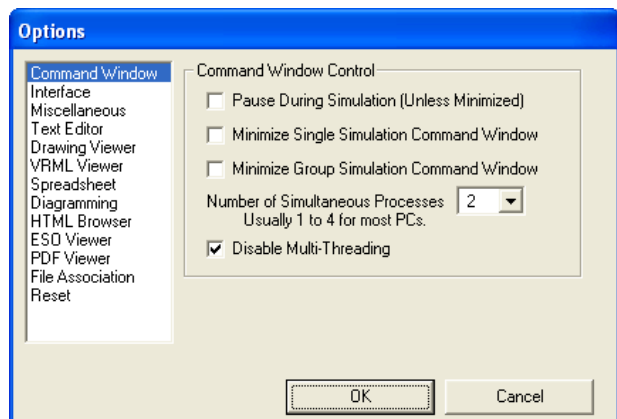 Options
Command Window
Interface
Miscellaneous
Text Editor
Drawing Viewer
VRML Viewer
Spreadsheet
Diagramming
HTML Browser
ESO Viewer
PDF Viewer
File Association
Reset
Command Window Control
Pause During Simulation (Unless Minimized)
Minimize Single Simulation Command Window
Minimize Group Simulation Command Window
Number of Simultaneous Processes 2
Usually 1 to 4 for most PCs.
Disable Multi-Threading
OK Cancel